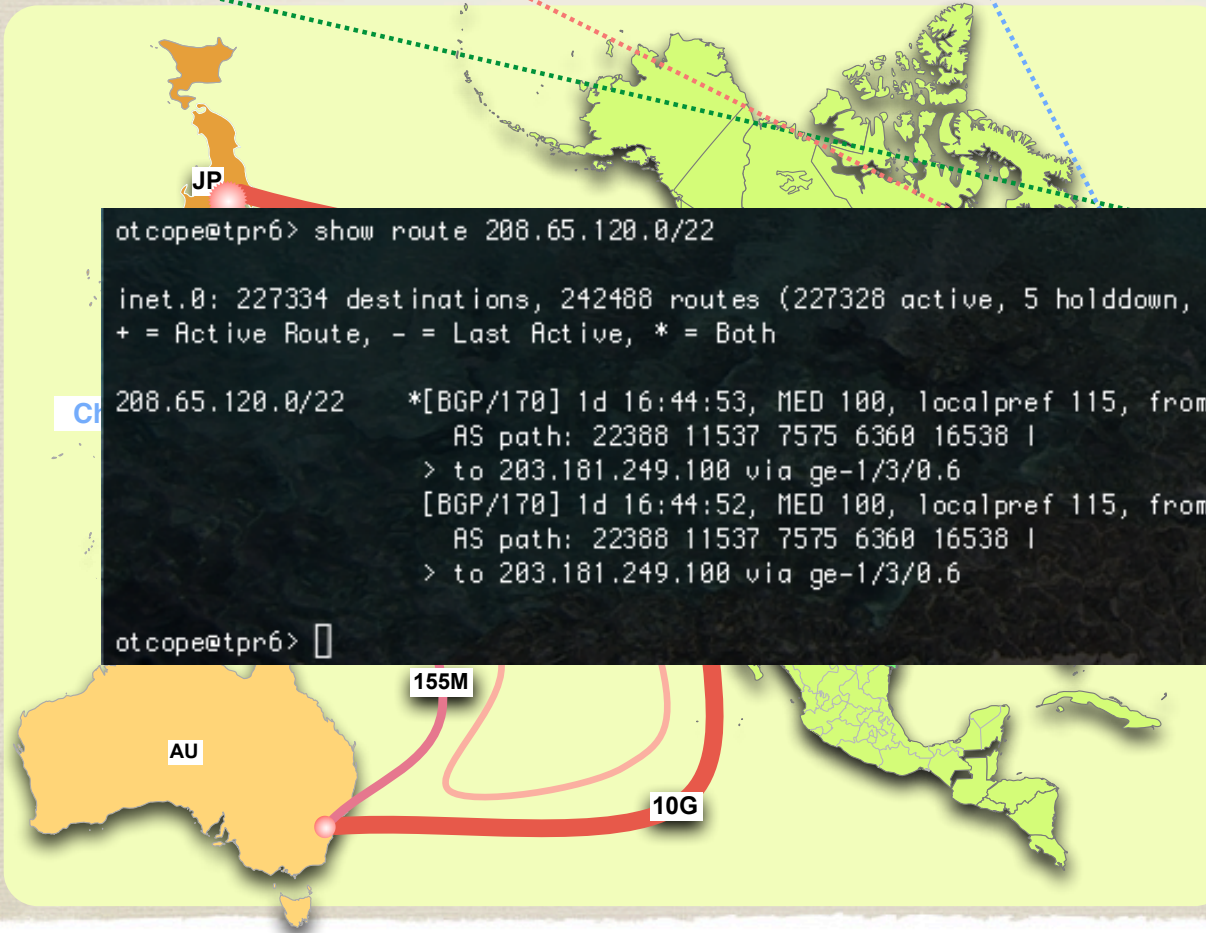 JP
otcope@tpr6> show route 208.65.120.0/22
inet.0: 227334 destinations, 242488 routes (227328 active, 5 holddown,
+ = Active Route, - = Last Active, * = Both
208.65.120.0/22 *[BGP/170] 1d 16:44:53, MED 100, localpref 115, from
AS path: 22388 11537 7575 6360 16538 I
> to 203.181.249.100 via ge-1/3/0.6
[BGP/170] 1d 16:44:52, MED 100, localpref 115, from
AS path: 22388 11537 7575 6360 16538 I
> to 203.181.249.100 via ge-1/3/0.6
otcope@tpr6>
155M
AU
10G